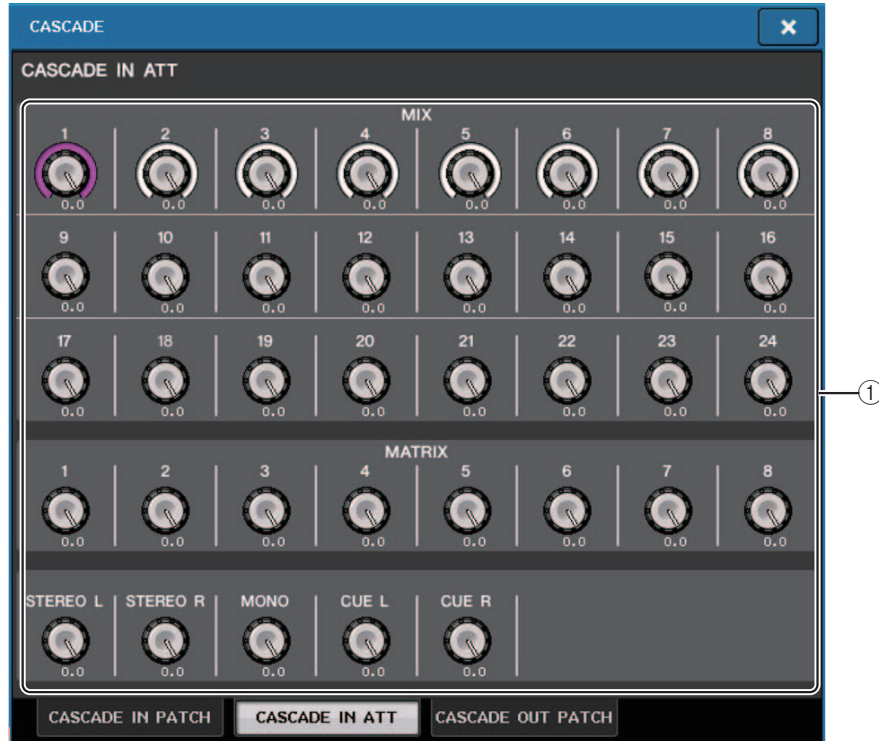 CASCADE
CASCADE IN ATT
MIX
1 2 3 4 5 6 7 8
0.0 0.0 0.0 0.0 0.0 0.0 0.0 0.0
9 10 11 12 13 14 15 16
0.0 0.0 0.0 0.0 0.0 0.0 0.0 0.0
17 18 19 20 21 22 23 24
0.0 0.0 0.0 0.0 0.0 0.0 0.0 0.0
①
MATRIX
1 2 3 4 5 6 7 8
0.0 0.0 0.0 0.0 0.0 0.0 0.0 0.0
STEREO L STEREO R MONO CUE L CUE R
0.0 0.0 0.0 0.0 0.0
CASCADE IN PATCH CASCADE IN ATT CASCADE OUT PATCH